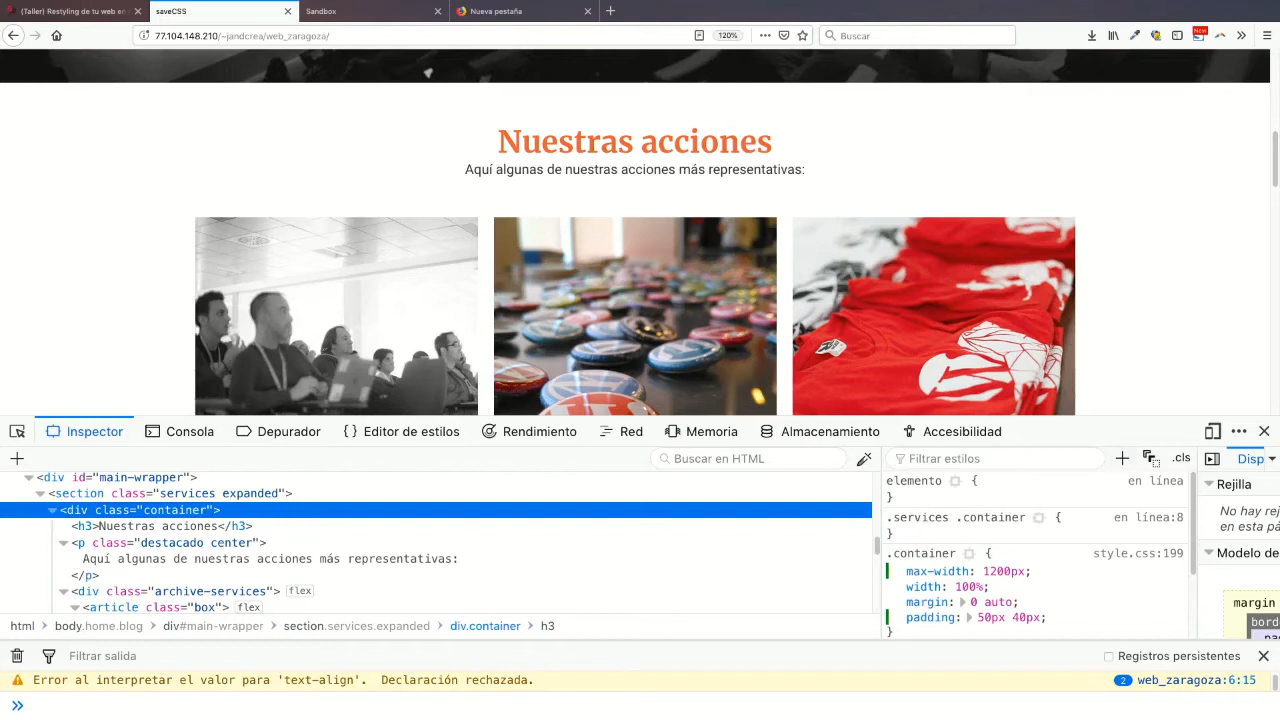 (Taller) Restyling de tu web en
saveCSS
Sandbox
Nueva pestaña
77.104.148.210/~jandcrea/web_zaragoza/
120%
Buscar
New
Nuestras acciones
Aquí algunas de nuestras acciones más representativas:
Inspector
Consola
Depurador
{ } Editor de estilos
Rendimiento
Red
Memoria
Almacenamiento
Accesibilidad
Buscar en HTML
Filtrar estilos
.cls
Disp
<div id="main-wrapper">
<section class="services expanded">
<div class="container">
<h3>Nuestras acciones</h3>
<p class="destacado center">
Aquí algunas de nuestras acciones más representativas:
</p>
<div class="archive-services"> flex
<article class="box"> flex
elemento { en línea
}
.services .container { en línea:8
}
.container { style.css:199
max-width: 1200px;
width: 100%;
margin: 0 auto;
padding: 50px 40px;
}
Rejilla
No hay rej
en esta pá
Modelo de
margin
bord
pa
html
body.home.blog
div#main-wrapper
section.services.expanded
div.container
h3
Filtrar salida
Registros persistentes
Error al interpretar el valor para 'text-align'. Declaración rechazada.
2 web_zaragoza:6:15